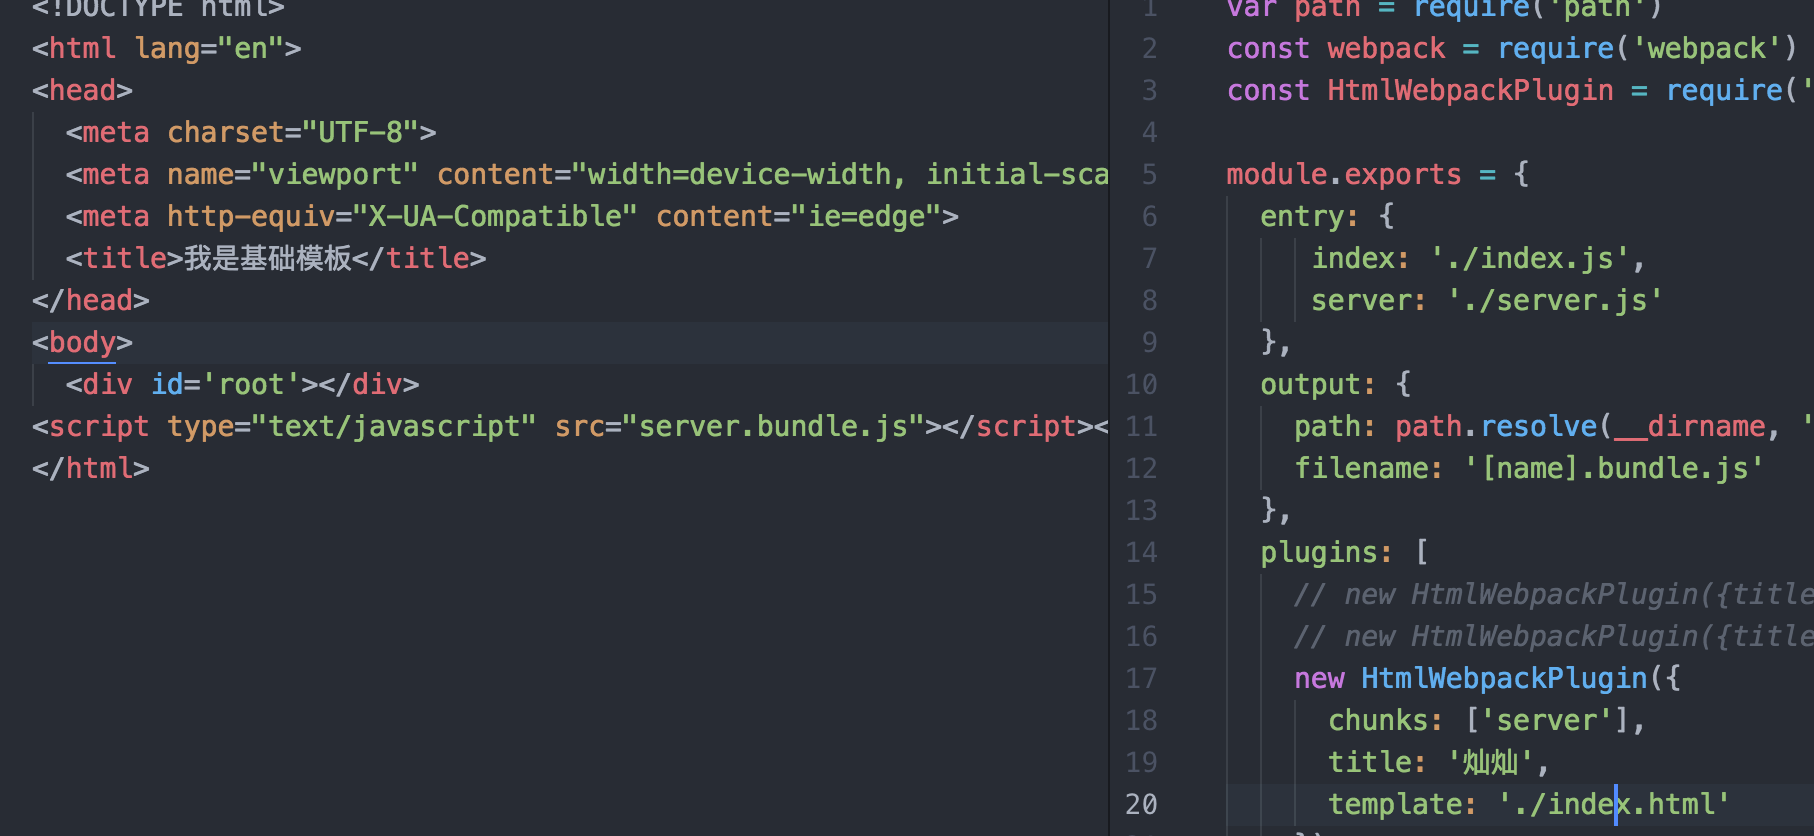 <!DOCTYPE html>
<html lang="en">
<head>
<meta charset="UTF-8">
<meta name="viewport" content="width=device-width, initial-sca
<meta http-equiv="X-UA-Compatible" content="ie=edge">
<title>我是基础模板</title>
</head>
<body>
<div id='root'></div>
<script type="text/javascript" src="server.bundle.js"></script><
</html>
1 var path = require('path')
2 const webpack = require('webpack')
3 const HtmlWebpackPlugin = require('
4
5 module.exports = {
6 entry: {
7 index: './index.js',
8 server: './server.js'
9 },
10 output: {
11 path: path.resolve(__dirname, '
12 filename: '[name].bundle.js'
13 },
14 plugins: [
15 // new HtmlWebpackPlugin({title
16 // new HtmlWebpackPlugin({title
17 new HtmlWebpackPlugin({
18 chunks: ['server'],
19 title: '灿灿',
20 template: './index.html'